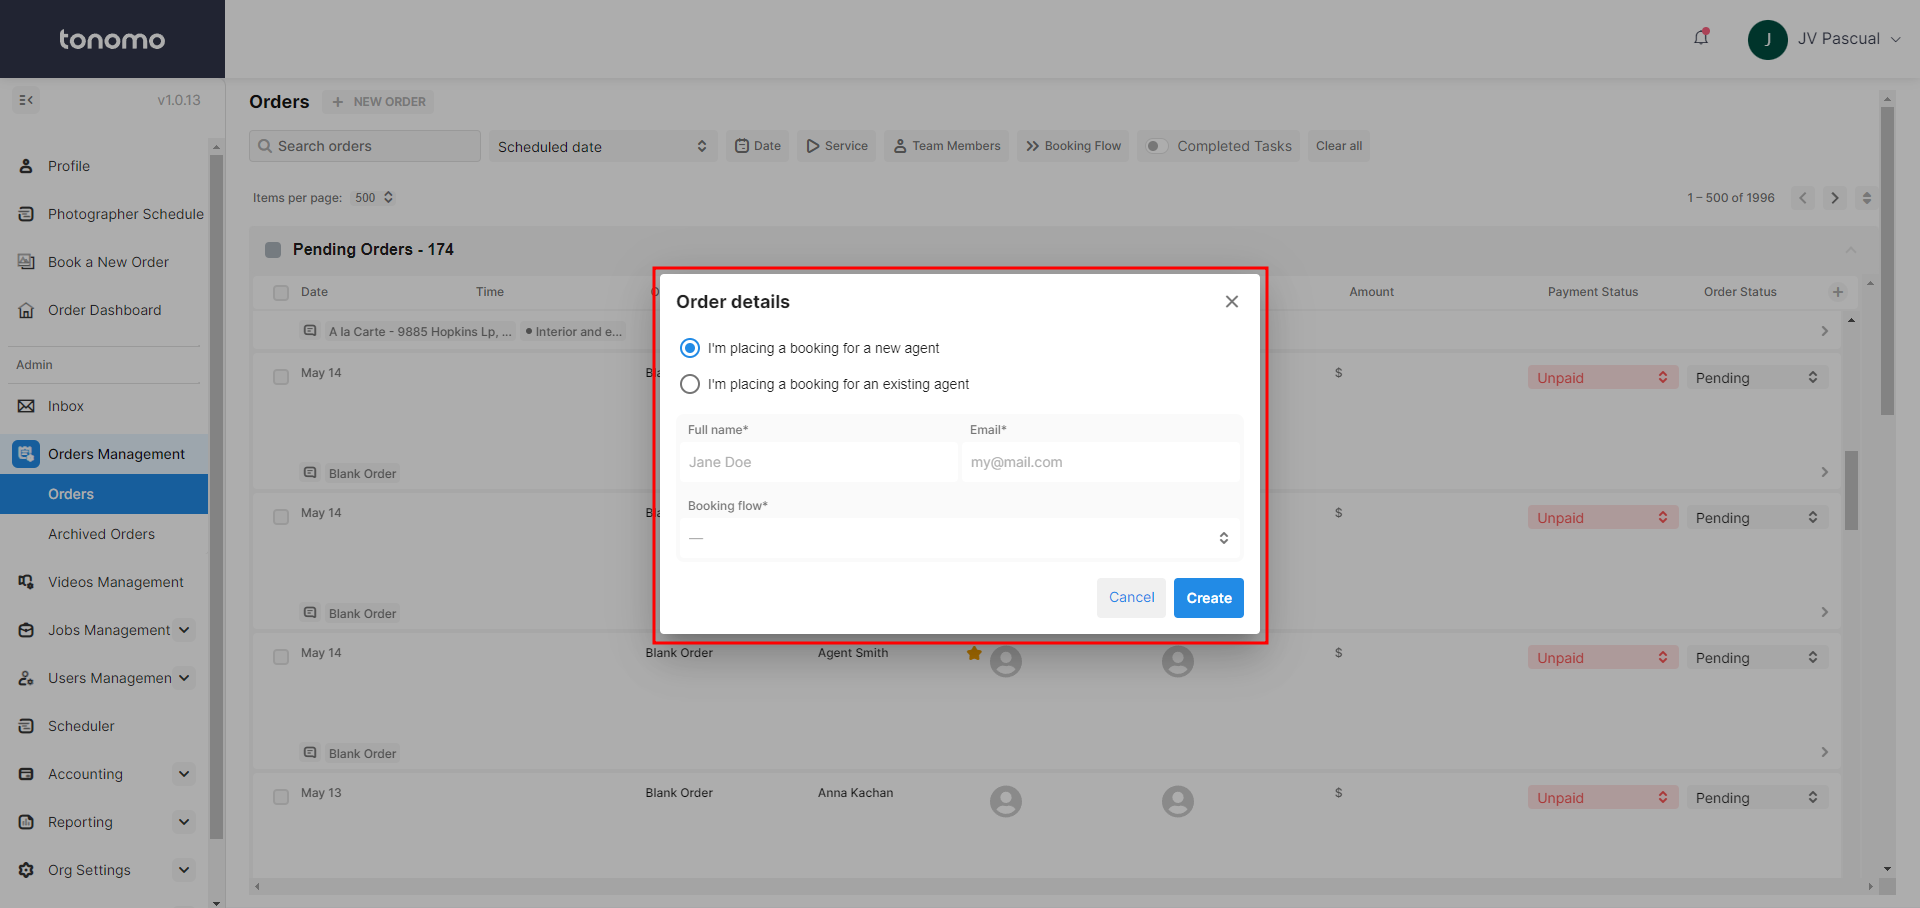 tonomo
JV Pascual
J
v1.0.13
Profile
Photographer Schedule
Book a New Order
Order Dashboard
Admin
Inbox
Orders Management
Orders
Archived Orders
Videos Management
Jobs Management
Users Managemen
Scheduler
Accounting
Reporting
Org Settings
Orders + NEW ORDER
Search orders Scheduled date Date Service Team Members Booking Flow Completed Tasks Clear all
Items per page: 500 1 – 500 of 1996
Pending Orders - 174
Date Time Amount Payment Status Order Status +
A la Carte - 9885 Hopkins Lp, ... • Interior and e...
May 14 $ Unpaid Pending
Blank Order
May 14 $ Unpaid Pending
Blank Order
May 14 Blank Order Agent Smith $ Unpaid Pending
Blank Order
May 13 Blank Order Anna Kachan $ Unpaid Pending
Order details
I'm placing a booking for a new agent
I'm placing a booking for an existing agent
Full name* Email*
Jane Doe my@mail.com
Booking flow*
—
Cancel Create